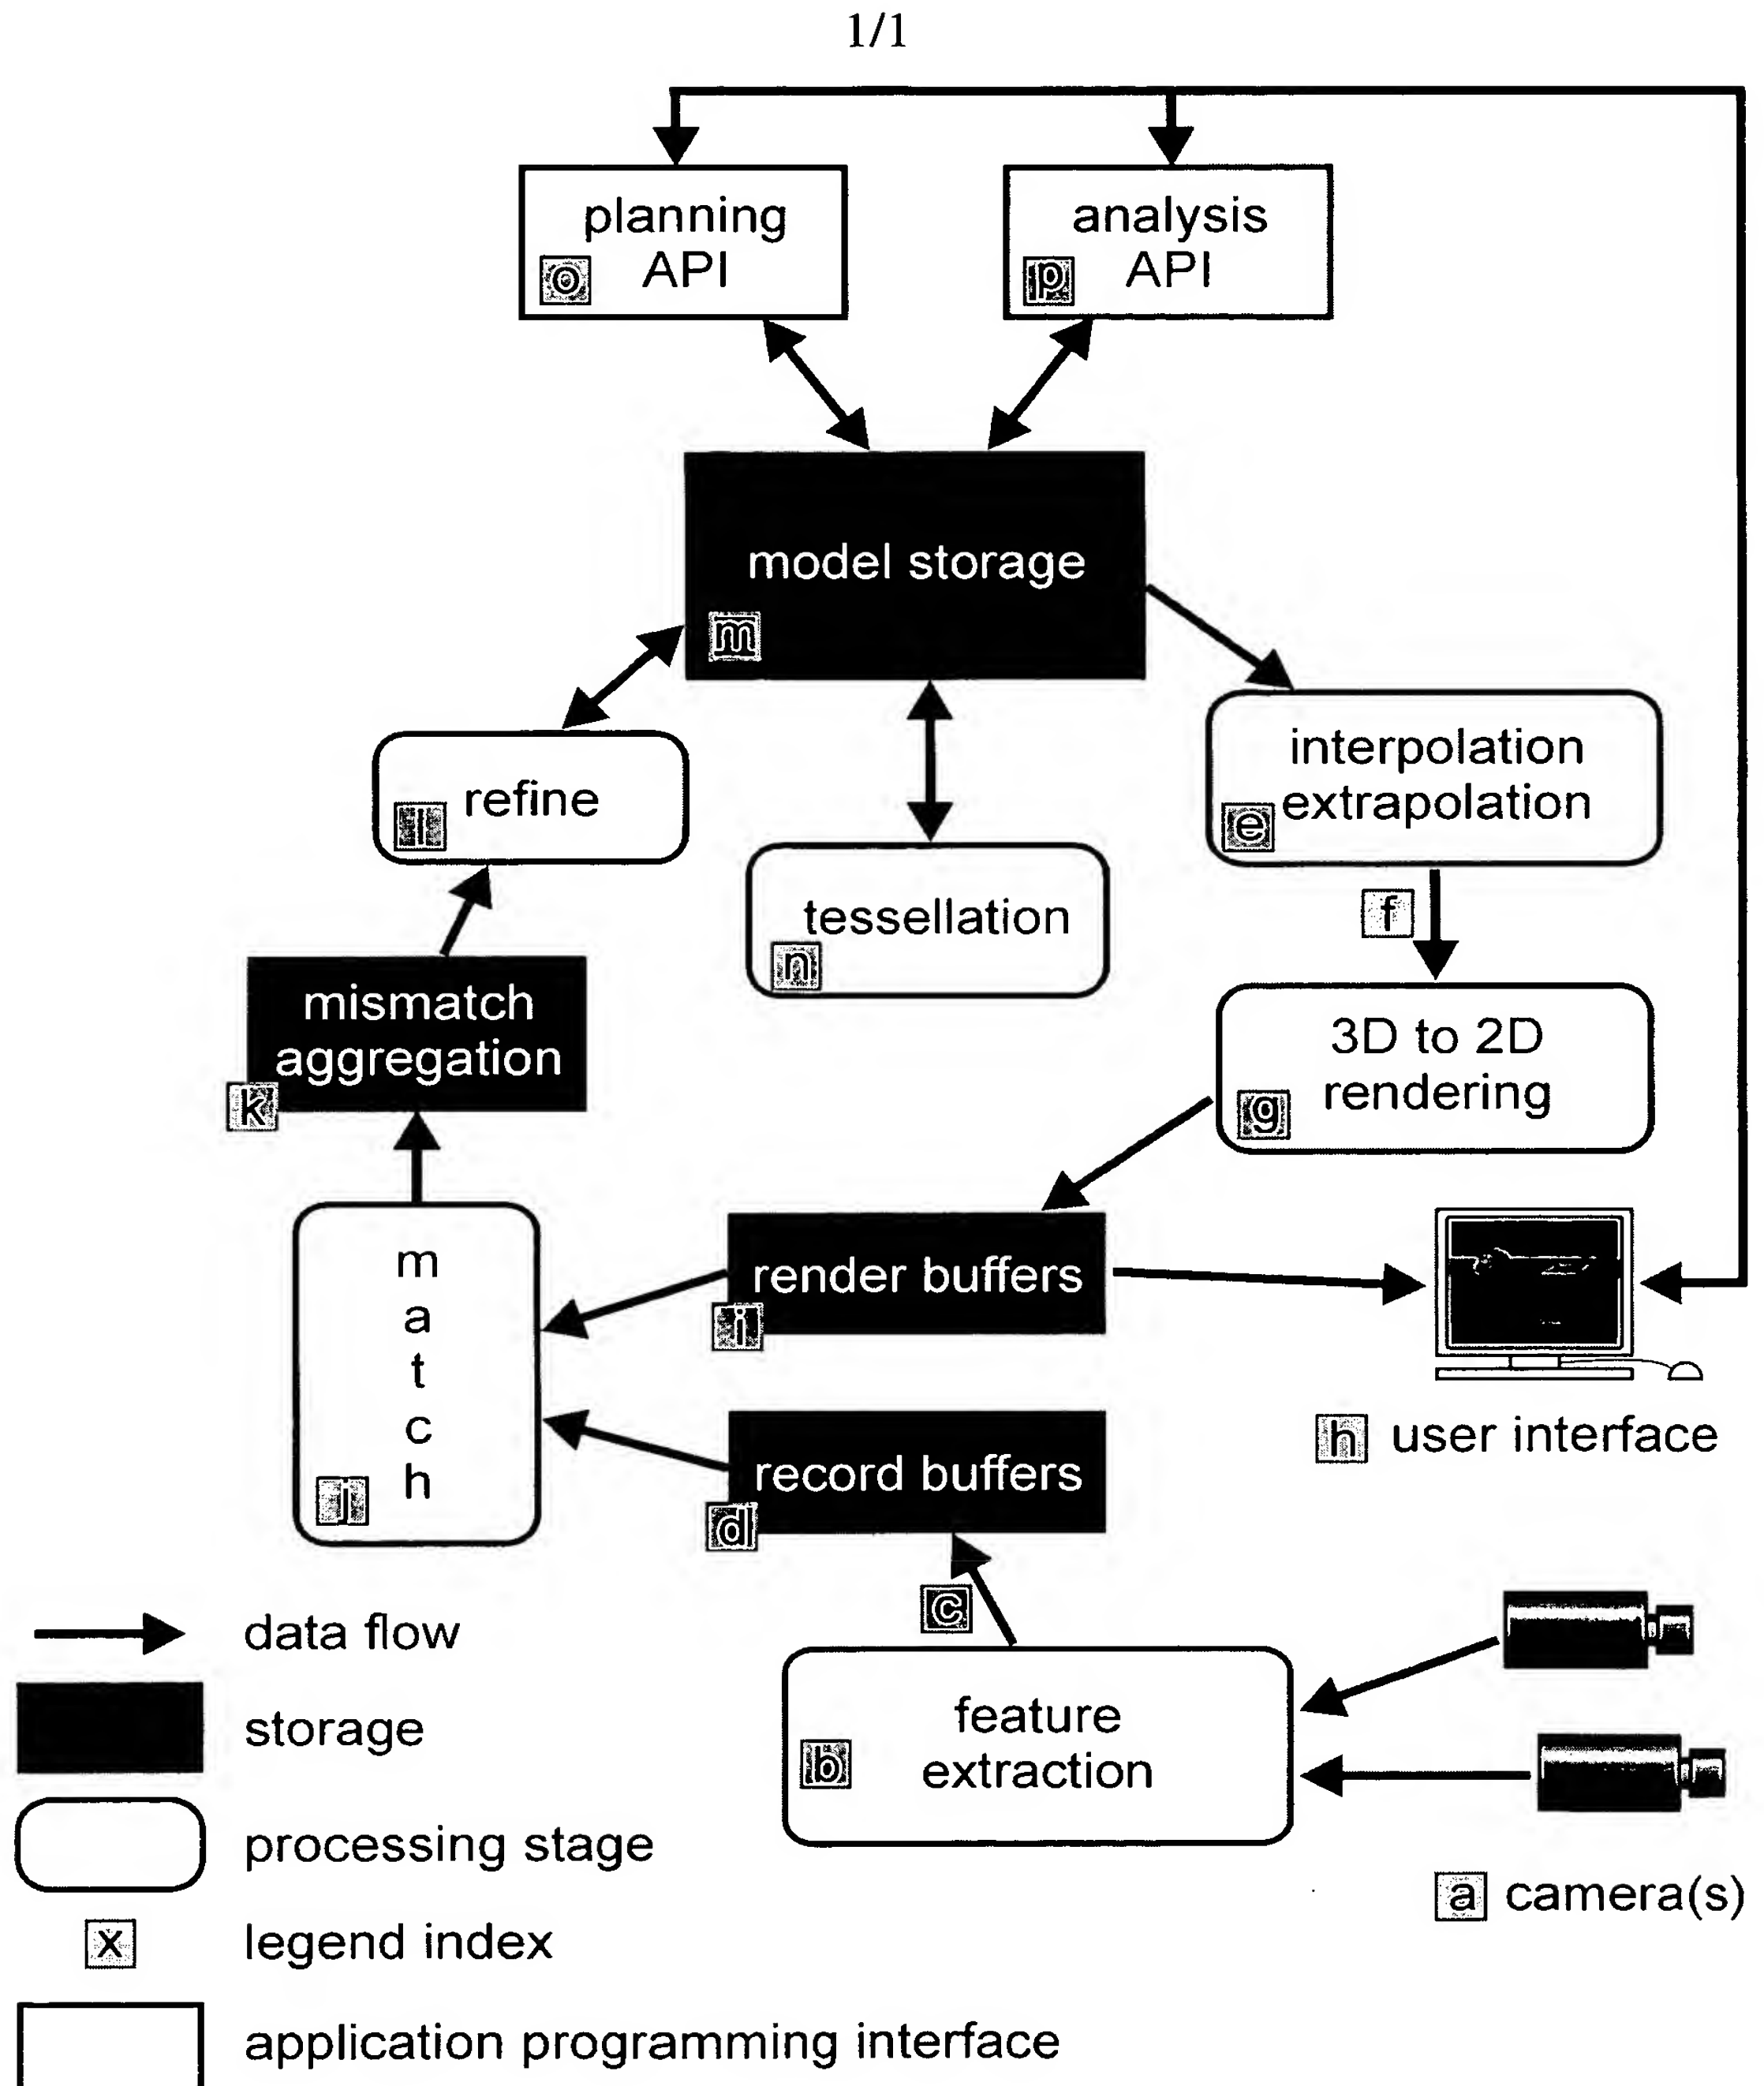 1/1
planning
API
o
analysis
API
p
model storage
m
refine
l
interpolation
extrapolation
e
f
tessellation
n
mismatch
aggregation
k
3D to 2D
rendering
g
m
a
t
c
h
j
render buffers
i
record buffers
d
h user interface
c
feature
extraction
b
a camera(s)
data flow
storage
processing stage
x legend index
application programming interface